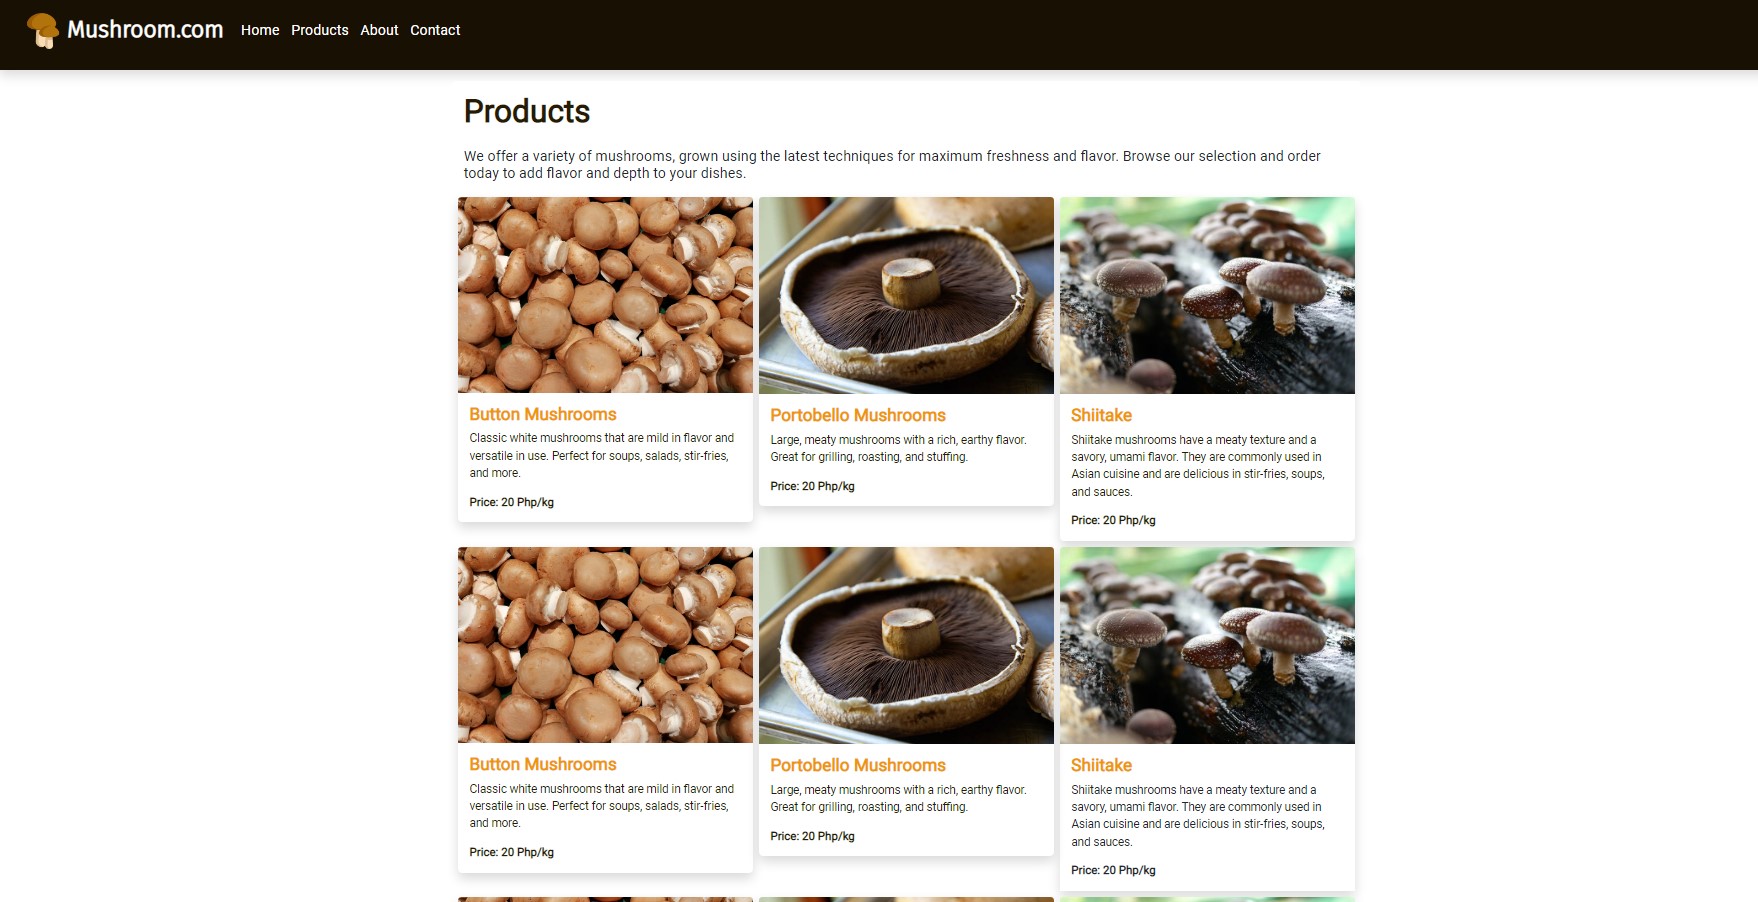 Mushroom.com
Home Products About Contact
Products
We offer a variety of mushrooms, grown using the latest techniques for maximum freshness and flavor. Browse our selection and order
today to add flavor and depth to your dishes.
Button Mushrooms
Classic white mushrooms that are mild in flavor and
versatile in use. Perfect for soups, salads, stir-fries,
and more.
Price: 20 Php/kg
Portobello Mushrooms
Large, meaty mushrooms with a rich, earthy flavor.
Great for grilling, roasting, and stuffing.
Price: 20 Php/kg
Shiitake
Shiitake mushrooms have a meaty texture and a
savory, umami flavor. They are commonly used in
Asian cuisine and are delicious in stir-fries, soups,
and sauces.
Price: 20 Php/kg
Button Mushrooms
Classic white mushrooms that are mild in flavor and
versatile in use. Perfect for soups, salads, stir-fries,
and more.
Price: 20 Php/kg
Portobello Mushrooms
Large, meaty mushrooms with a rich, earthy flavor.
Great for grilling, roasting, and stuffing.
Price: 20 Php/kg
Shiitake
Shiitake mushrooms have a meaty texture and a
savory, umami flavor. They are commonly used in
Asian cuisine and are delicious in stir-fries, soups,
and sauces.
Price: 20 Php/kg